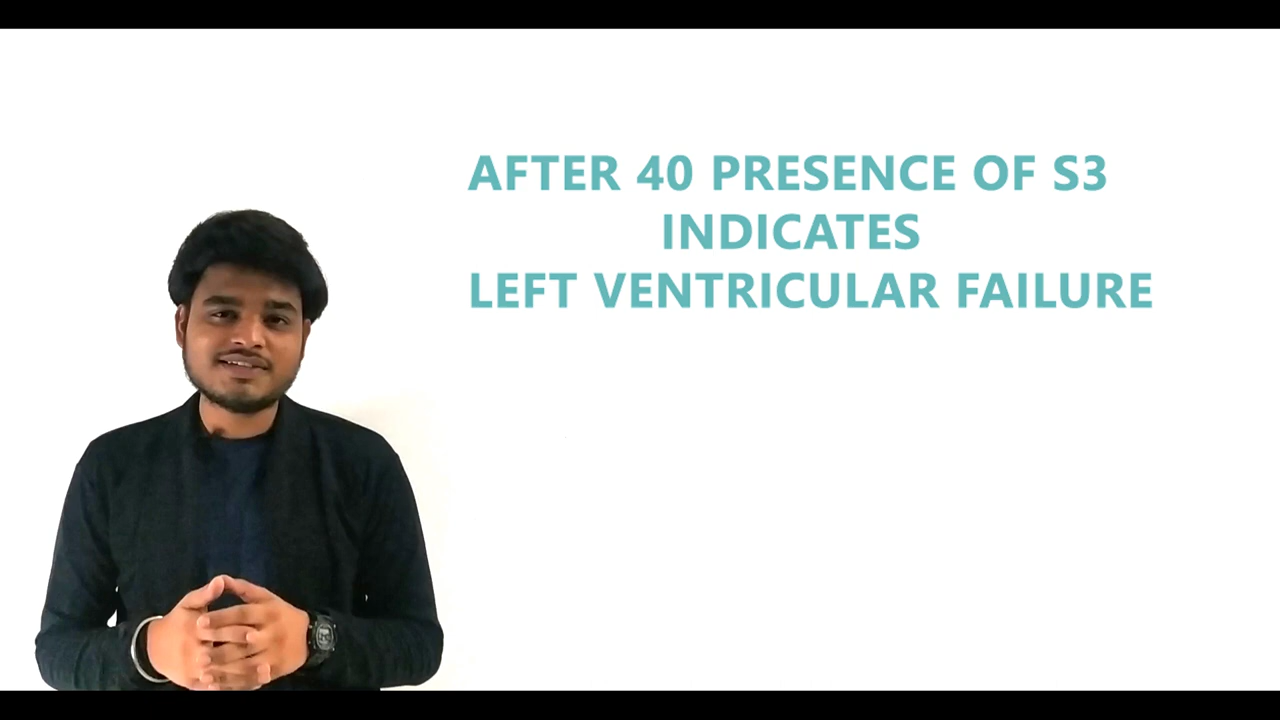 AFTER 40 PRESENCE OF S3
INDICATES
LEFT VENTRICULAR FAILURE